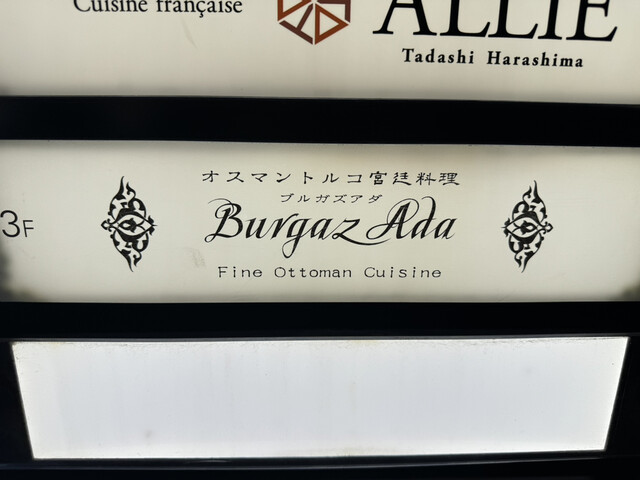 Cuisine française
ALLIE
Tadashi Harashima
オスマントルコ宮廷料理
ブルガズアダ
3F
Burgaz Ada
Fine Ottoman Cuisine